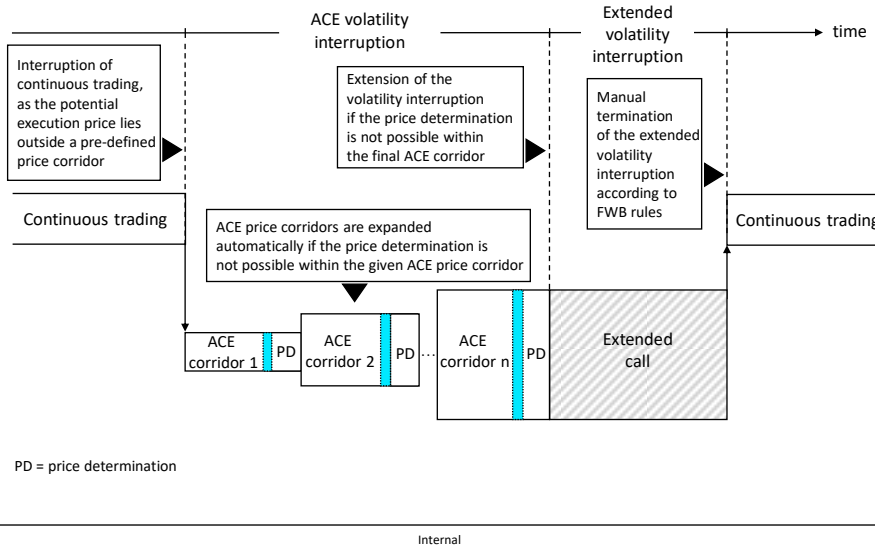 ACE volatility
interruption
Extended
volatility
interruption
time
Interruption of
continuous trading,
as the potential
execution price lies
outside a pre-defined
price corridor
Extension of the
volatility interruption
if the price determination
is not possible within
the final ACE corridor
Manual
termination
of the extended
volatility
interruption
according to
FWB rules
Continuous trading
ACE price corridors are expanded
automatically if the price determination is
not possible within the given ACE price corridor
Continuous trading
ACE
corridor 1
PD
ACE
corridor 2
PD
...
ACE
corridor n
PD
Extended
call
PD = price determination
Internal